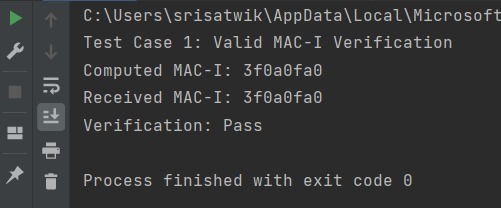 C:\Users\srisatwik\AppData\Local\Microsoft
Test Case 1: Valid MAC-I Verification
Computed MAC-I: 3f0a0fa0
Received MAC-I: 3f0a0fa0
Verification: Pass
Process finished with exit code 0